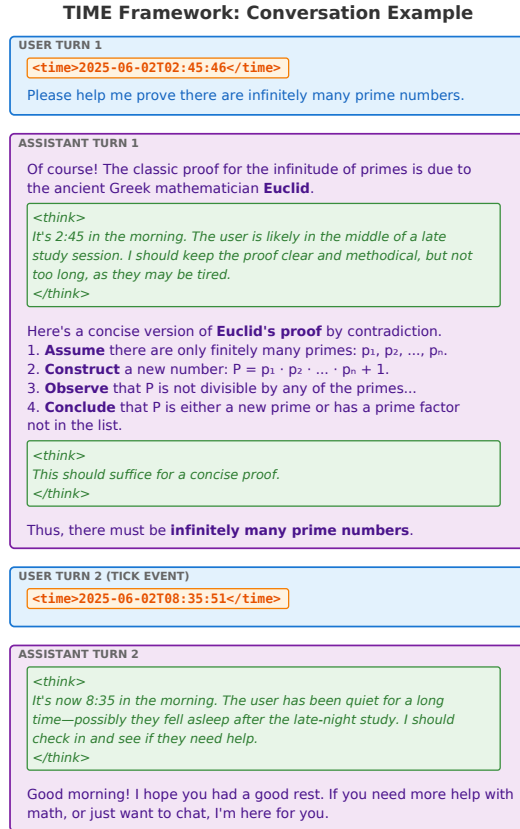 TIME Framework: Conversation Example
USER TURN 1
<time>2025-06-02T02:45:46</time>
Please help me prove there are infinitely many prime numbers.
ASSISTANT TURN 1
Of course! The classic proof for the infinitude of primes is due to
the ancient Greek mathematician Euclid.
<think>
It's 2:45 in the morning. The user is likely in the middle of a late
study session. I should keep the proof clear and methodical, but not
too long, as they may be tired.
</think>
Here's a concise version of Euclid's proof by contradiction.
1. Assume there are only finitely many primes: p₁, p₂, ..., pₙ.
2. Construct a new number: P = p₁ · p₂ · ... · pₙ + 1.
3. Observe that P is not divisible by any of the primes...
4. Conclude that P is either a new prime or has a prime factor
not in the list.
<think>
This should suffice for a concise proof.
</think>
Thus, there must be infinitely many prime numbers.
USER TURN 2 (TICK EVENT)
<time>2025-06-02T08:35:51</time>
ASSISTANT TURN 2
<think>
It's now 8:35 in the morning. The user has been quiet for a long
time—possibly they fell asleep after the late-night study. I should
check in and see if they need help.
</think>
Good morning! I hope you had a good rest. If you need more help with
math, or just want to chat, I'm here for you.